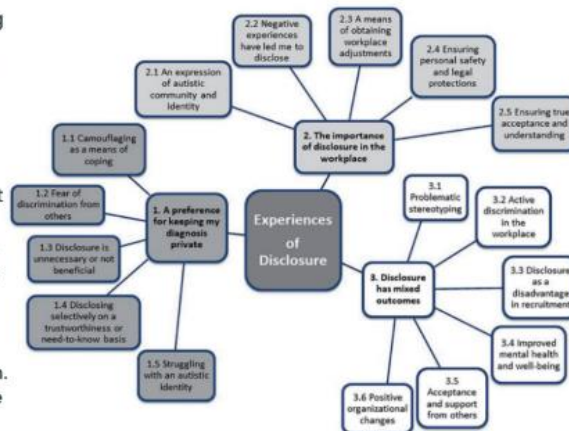 g
t
n.
e
Experiences
of
Disclosure
1. A preference
for keeping my
diagnosis
private
1.1 Camouflaging
as a means of
coping
1.2 Fear of
discrimination from
others
1.3 Disclosure is
unnecessary or not
beneficial
1.4 Disclosing
selectively on a
trustworthiness or
need-to-know basis
1.5 Struggling
with an autistic
identity
2. The importance
of disclosure in the
workplace
2.1 An expression
of autistic
community and
Identity
2.2 Negative
experiences
have led me to
disclose
2.3 A means
of obtaining
workplace
adjustments
2.4 Ensuring
personal safety
and legal
protections
2.5 Ensuring true
acceptance and
understanding
3. Disclosure
has mixed
outcomes
3.1
Problematic
stereotyping
3.2 Active
discrimination
in the
workplace
3.3 Disclosure
as a
disadvantage
in recruitment
3.4 Improved
mental health
and well-being
3.5
Acceptance
and support
from others
3.6 Positive
organizational
changes